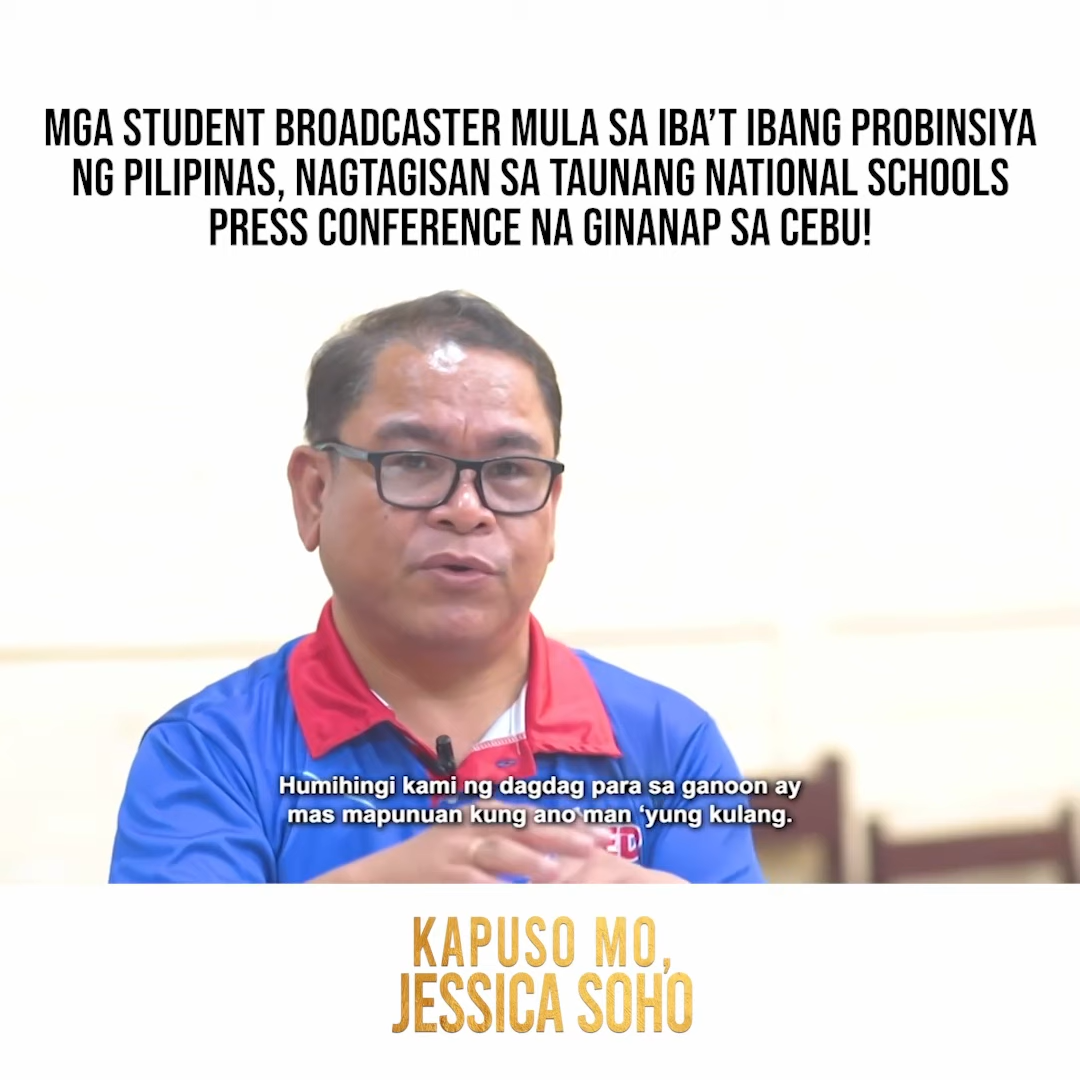 MGA STUDENT BROADCASTER MULA SA IBA'T IBANG PROBINSIYA
NG PILIPINAS, NAGTAGISAN SA TAUNANG NATIONAL SCHOOLS
PRESS CONFERENCE NA GINANAP SA CEBU!
Humihingi kami ng dagdag para sa ganoon ay
mas mapunuan kung ano man 'yung kulang.
KAPUSO MO,
JESSICA SOHO